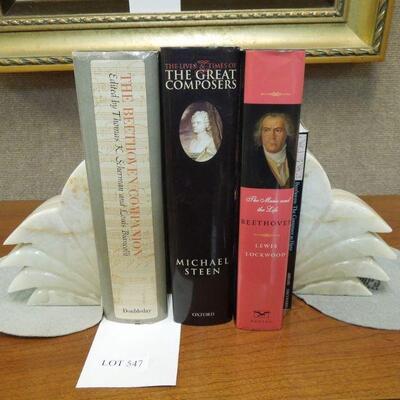 THE BEETHOVEN COMPANION
Edited by Thomas K. Scherman and Louis Biancolli
Doubleday
THE LIVES & TIMES OF
THE GREAT
COMPOSERS
MICHAEL
STEEN
OXFORD
The Music and
the Life
BEETHOVEN
LEWIS
LOCKWOOD
NORTON
LOT 547